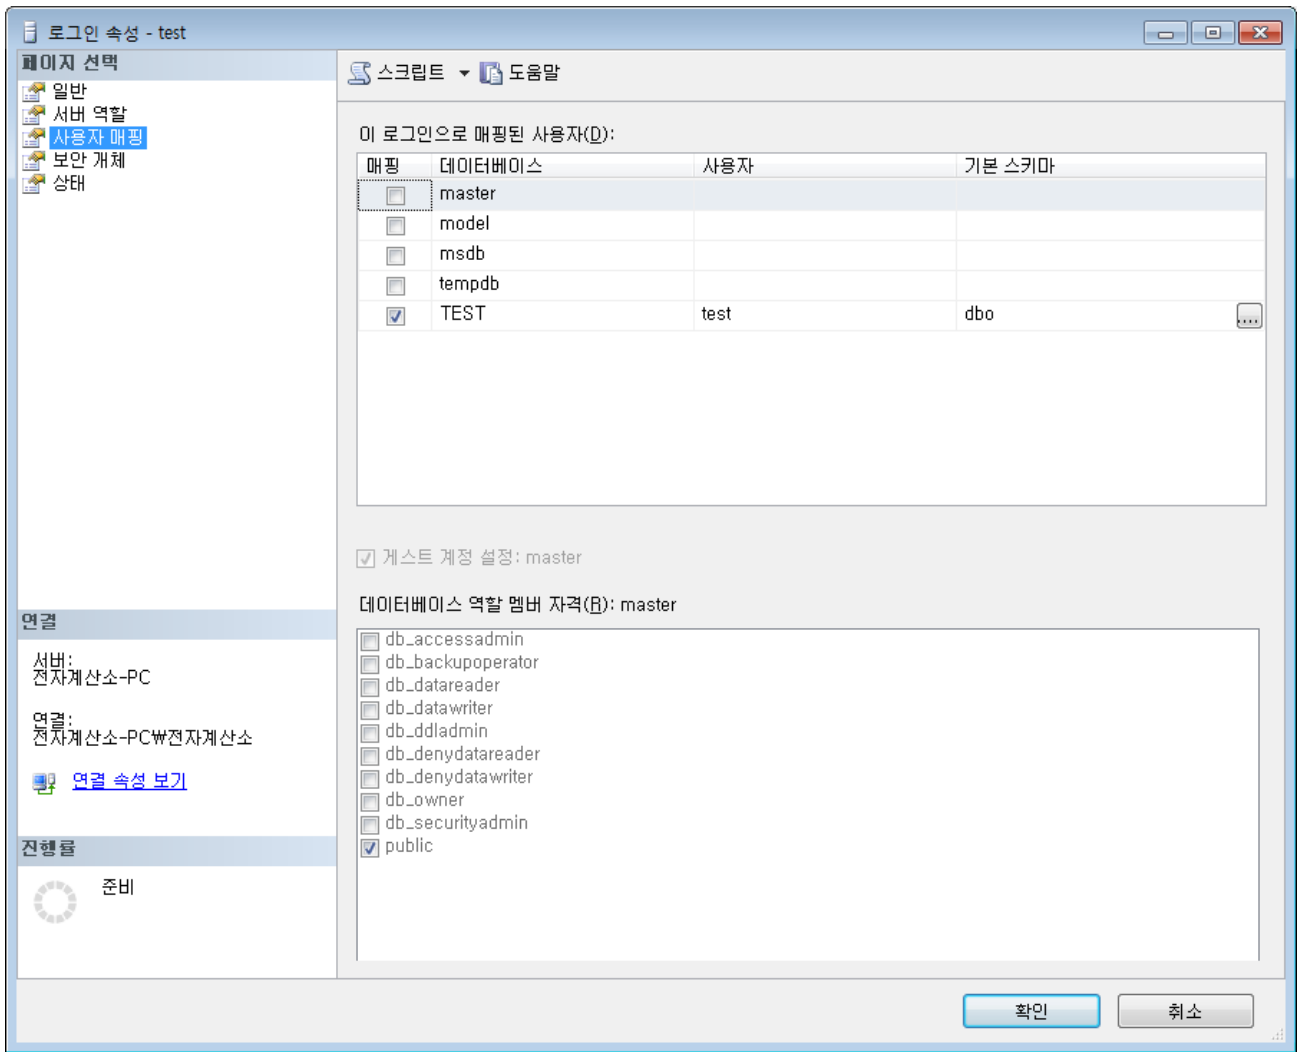 로그인 속성 - test
페이지 선택
일반
서버 역할
사용자 매핑
보안 개체
상태
스크립트 도움말
이 로그인으로 매핑된 사용자(D):
매핑 데이터베이스 사용자 기본 스키마
master
model
msdb
tempdb
TEST test dbo ....
게스트 계정 설정: master
데이터베이스 역할 멤버 자격(R): master
db_accessadmin
db_backupoperator
db_datareader
db_datawriter
db_ddladmin
db_denydatareader
db_denydatawriter
db_owner
db_securityadmin
public
연결
서버:
전자계산소-PC
연결:
전자계산소-PC₩전자계산소
연결 속성 보기
진행률
준비
확인 취소